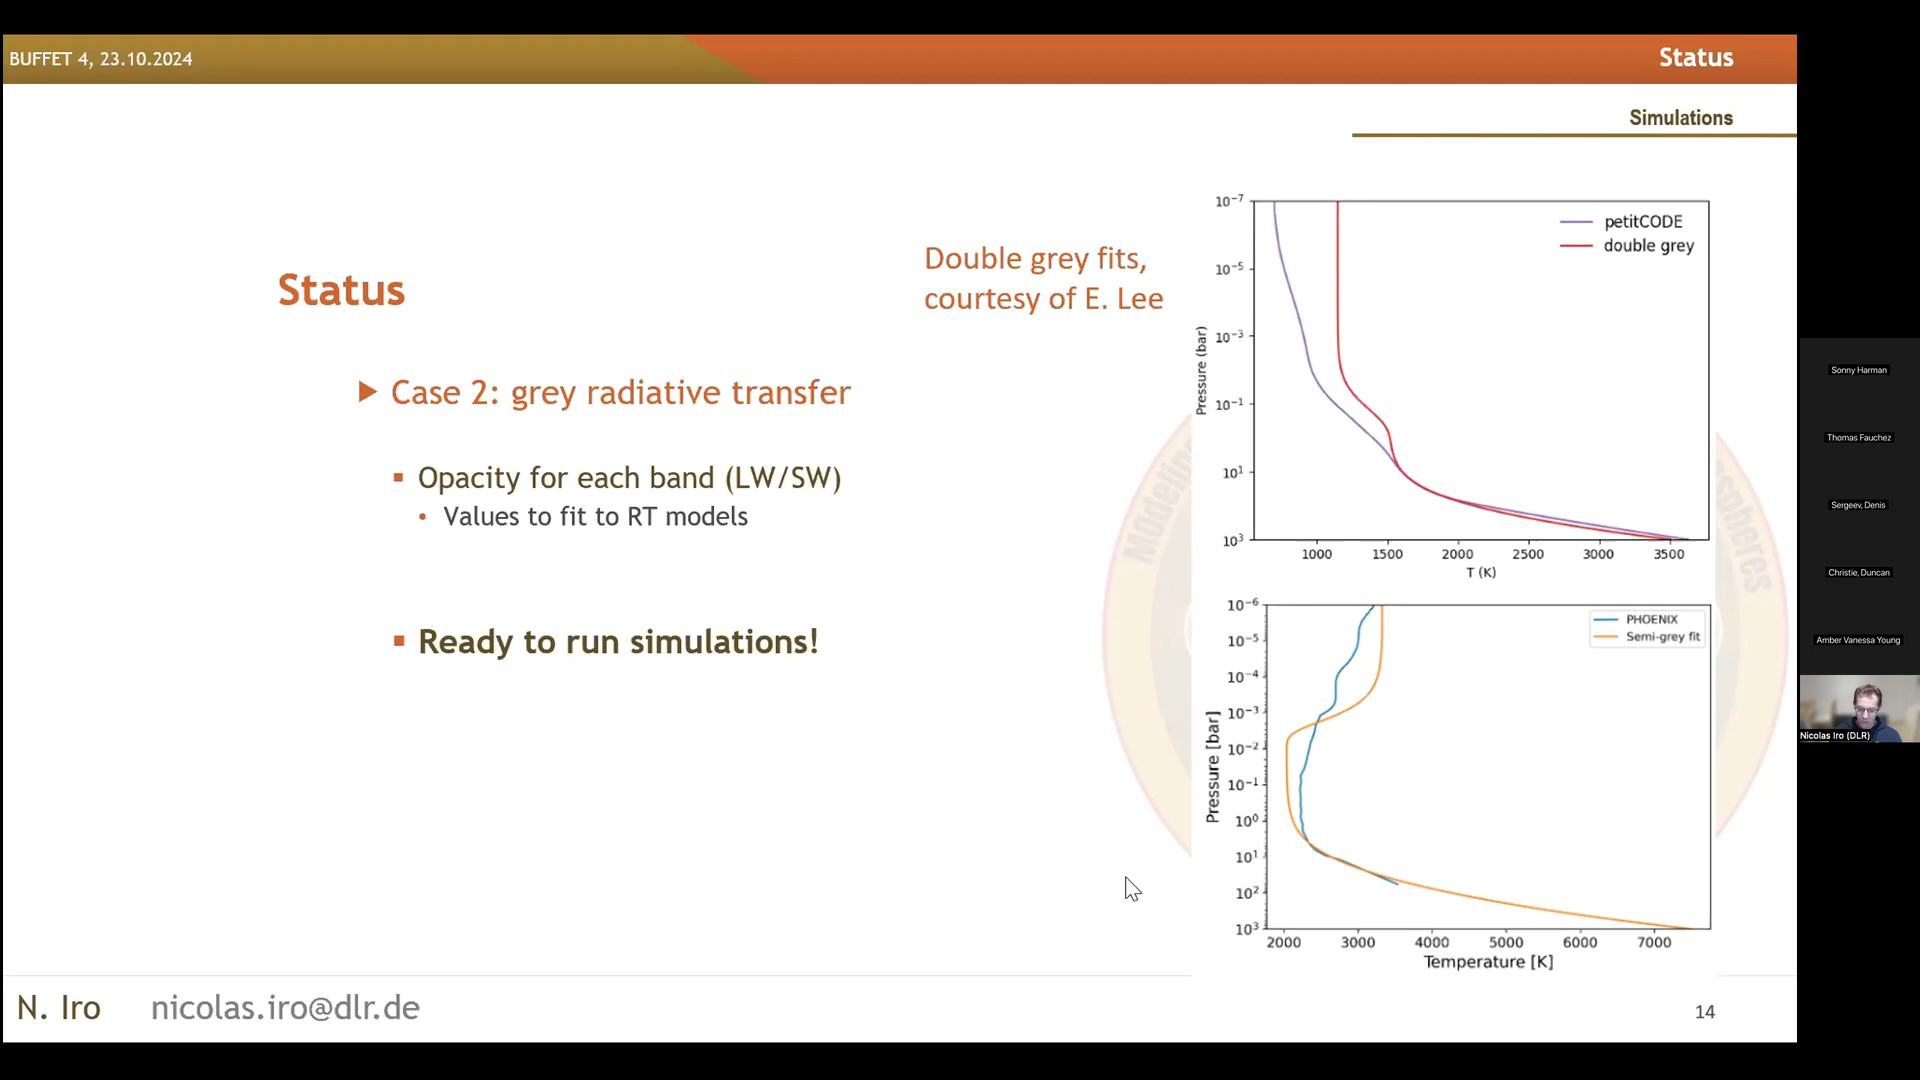 BUFFET 4, 23.10.2024
Status
Simulations
Status
Double grey fits,
courtesy of E. Lee
Case 2: grey radiative transfer
Opacity for each band (LW/SW)
Values to fit to RT models
Ready to run simulations!
petitCODE
double grey
Pressure (bar)
10⁻⁷
10⁻⁵
10⁻³
10⁻¹
10¹
10³
1000 1500 2000 2500 3000 3500
T (K)
PHOENIX
Semi-grey fit
Pressure [bar]
10⁻⁶
10⁻⁵
10⁻⁴
10⁻³
10⁻²
10⁻¹
10⁰
10¹
10²
10³
2000 3000 4000 5000 6000 7000
Temperature [K]
Modeling
N. Iro nicolas.iro@dlr.de
14
Sonny Harman
Thomas Fauchez
Sergeev, Denis
Christie, Duncan
Amber Vanessa Young
Nicolas Iro (DLR)